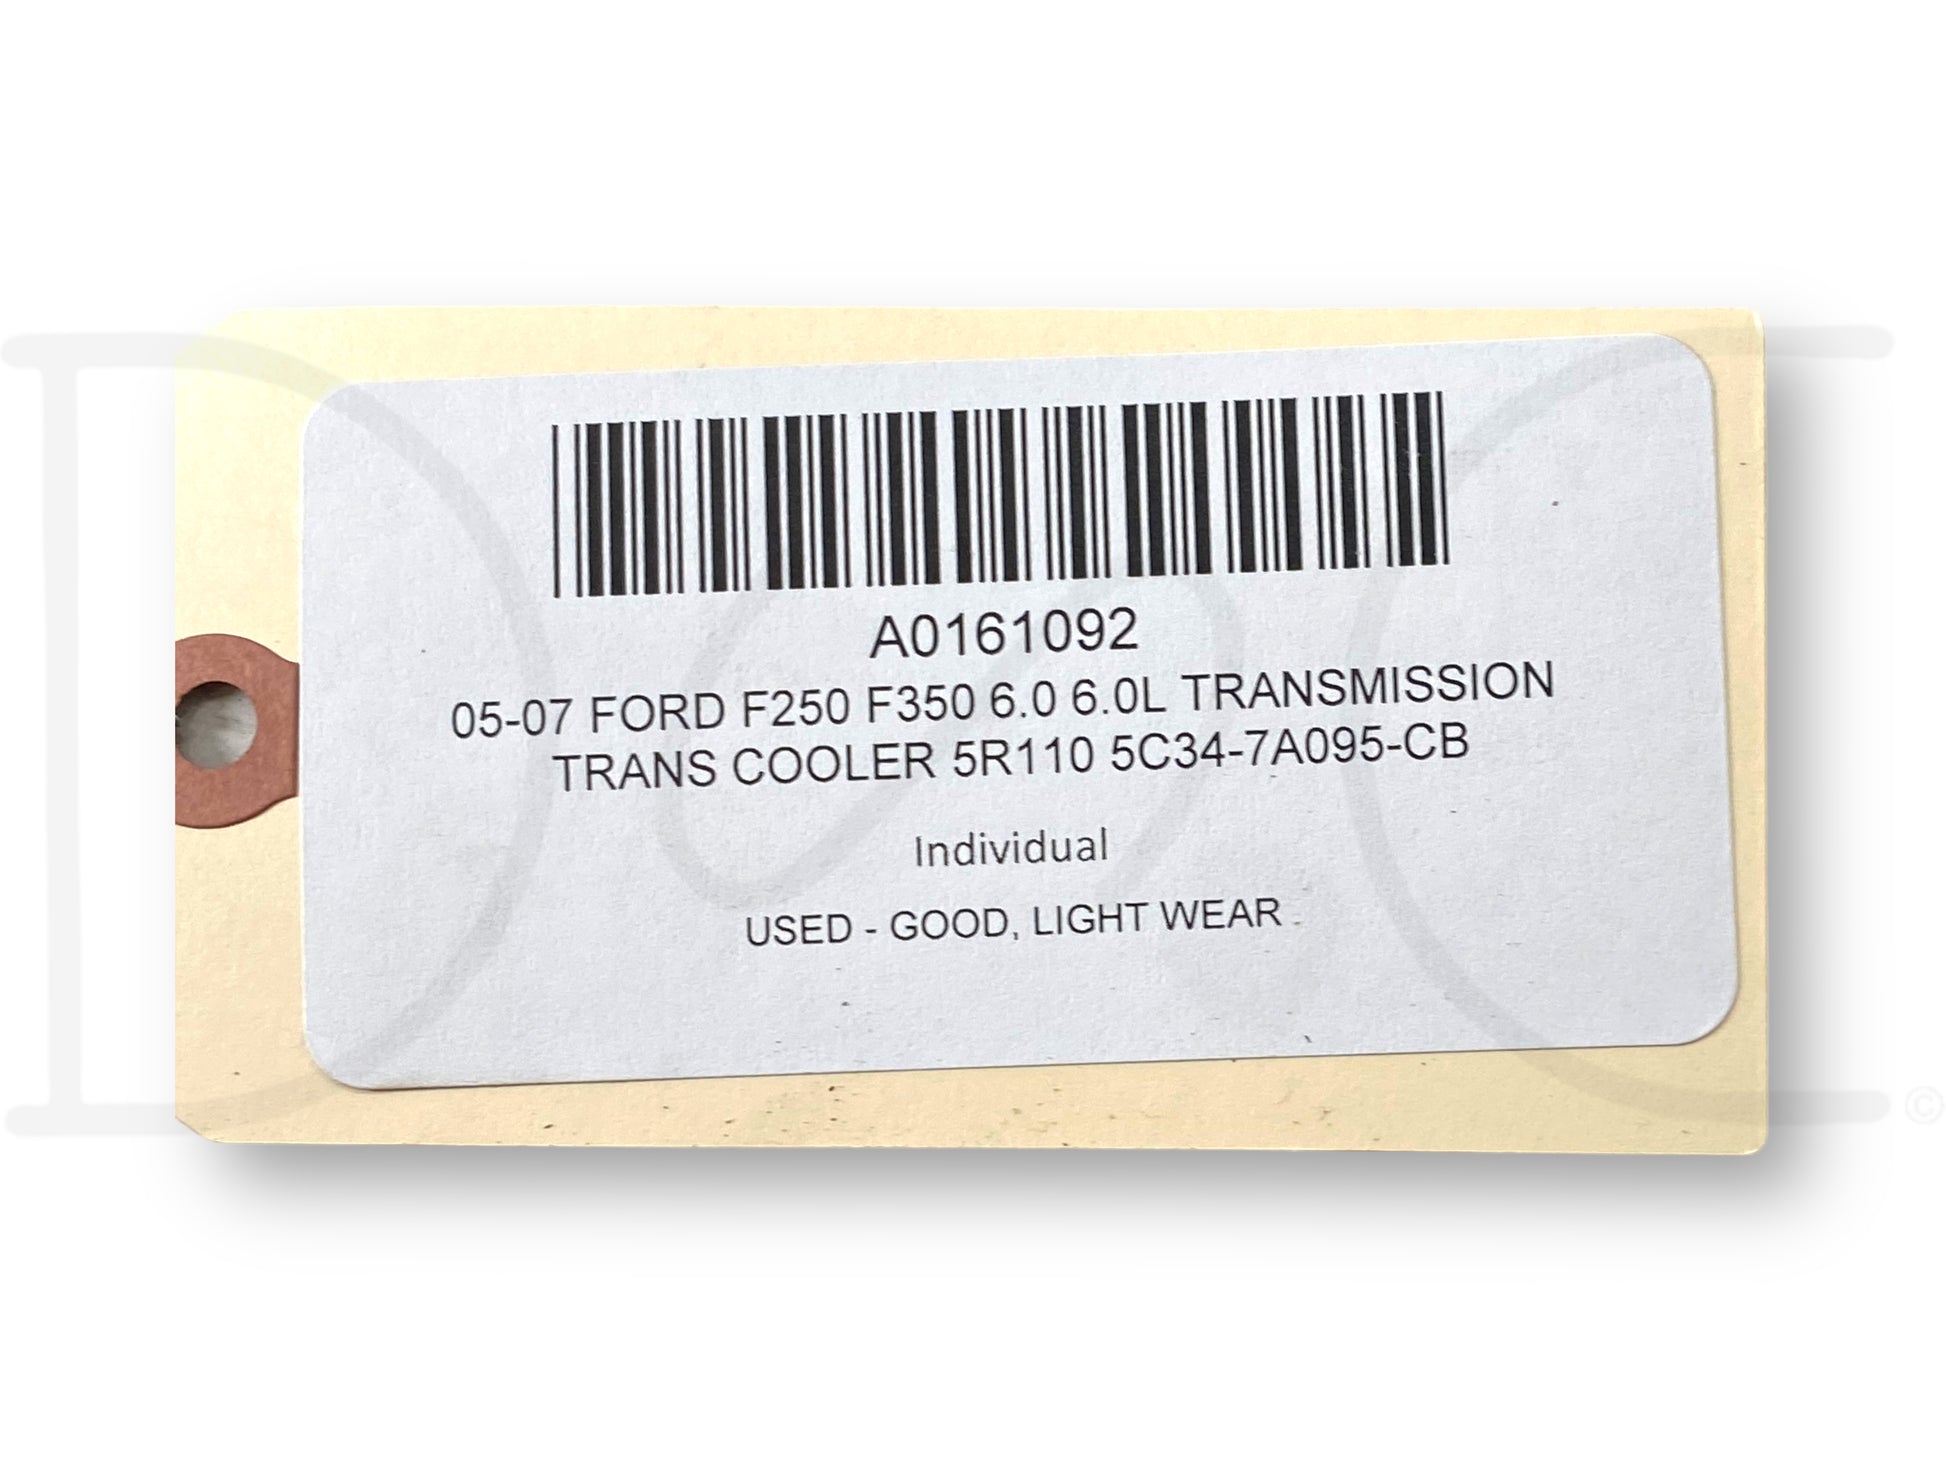 A0161092
05-07 FORD F250 F350 6.0 6.0L TRANSMISSION
TRANS COOLER 5R110 5C34-7A095-CB
Individual
USED - GOOD, LIGHT WEAR
©